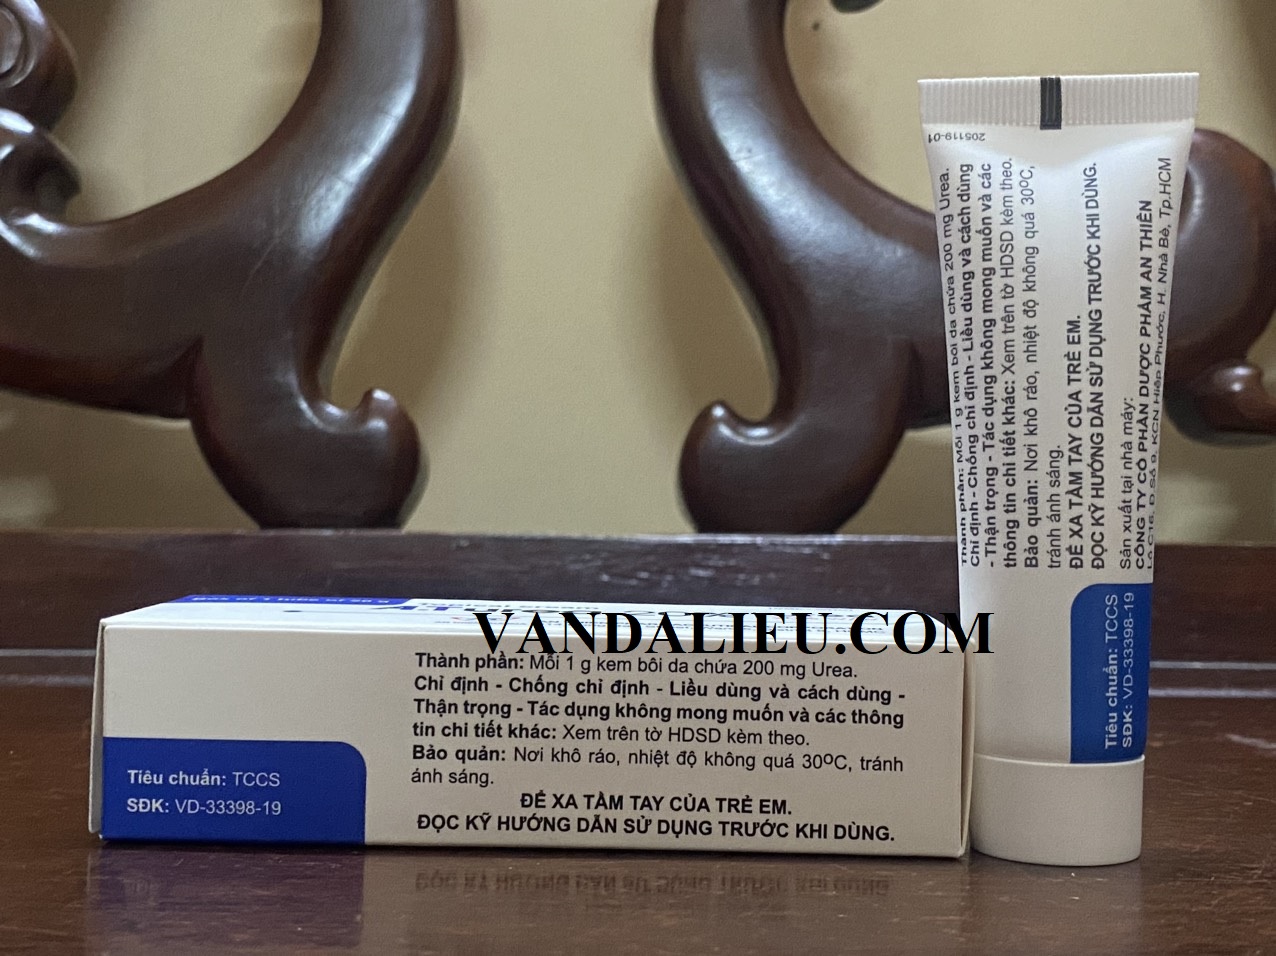 VANDALIEU.COM
Thành phần: Mỗi 1 g kem bôi da chứa 200 mg Urea.
Chỉ định - Chống chỉ định - Liều dùng và cách dùng -
Thận trọng - Tác dụng không mong muốn và các thông
tin chi tiết khác: Xem trên tờ HDSD kèm theo.
Bảo quản: Nơi khô ráo, nhiệt độ không quá 30ºC, tránh
ánh sáng.
ĐỂ XA TẦM TAY CỦA TRẺ EM.
ĐỌC KỸ HƯỚNG DẪN SỬ DỤNG TRƯỚC KHI DÙNG.
Tiêu chuẩn: TCCS
SĐK: VD-33398-19
205119-01
Thành phần: Mỗi 1 g kem bôi da chứa 200 mg Urea.
Chỉ định - Chống chỉ định - Liều dùng và cách dùng
- Thận trọng - Tác dụng không mong muốn và các
thông tin chi tiết khác: Xem trên tờ HDSD kèm theo.
Bảo quản: Nơi khô ráo, nhiệt độ không quá 30ºC,
tránh ánh sáng.
ĐỂ XA TẦM TAY CỦA TRẺ EM.
ĐỌC KỸ HƯỚNG DẪN SỬ DỤNG TRƯỚC KHI DÙNG.
Sản xuất tại nhà máy:
CÔNG TY CỔ PHẦN DƯỢC PHẨM AN THIÊN
Lô C16, Đ.Số 9, KCN Hiệp Phước, H. Nhà Bè, Tp.HCM
Tiêu chuẩn: TCCS
SĐK: VD-33398-19